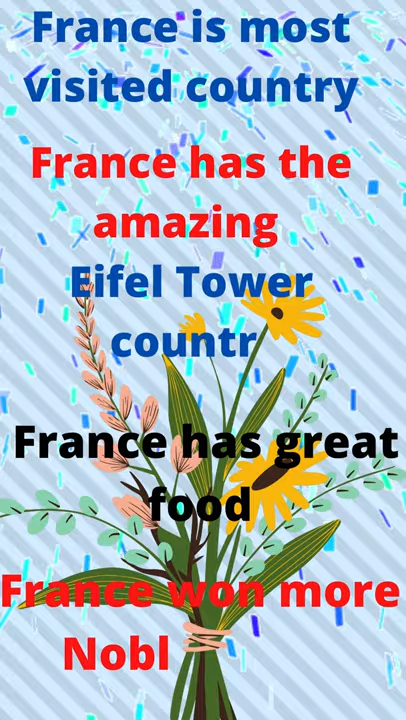 France is most
visited country
France has the
amazing
Eifel Tower
countr
France has great
food
France won more
Nobl